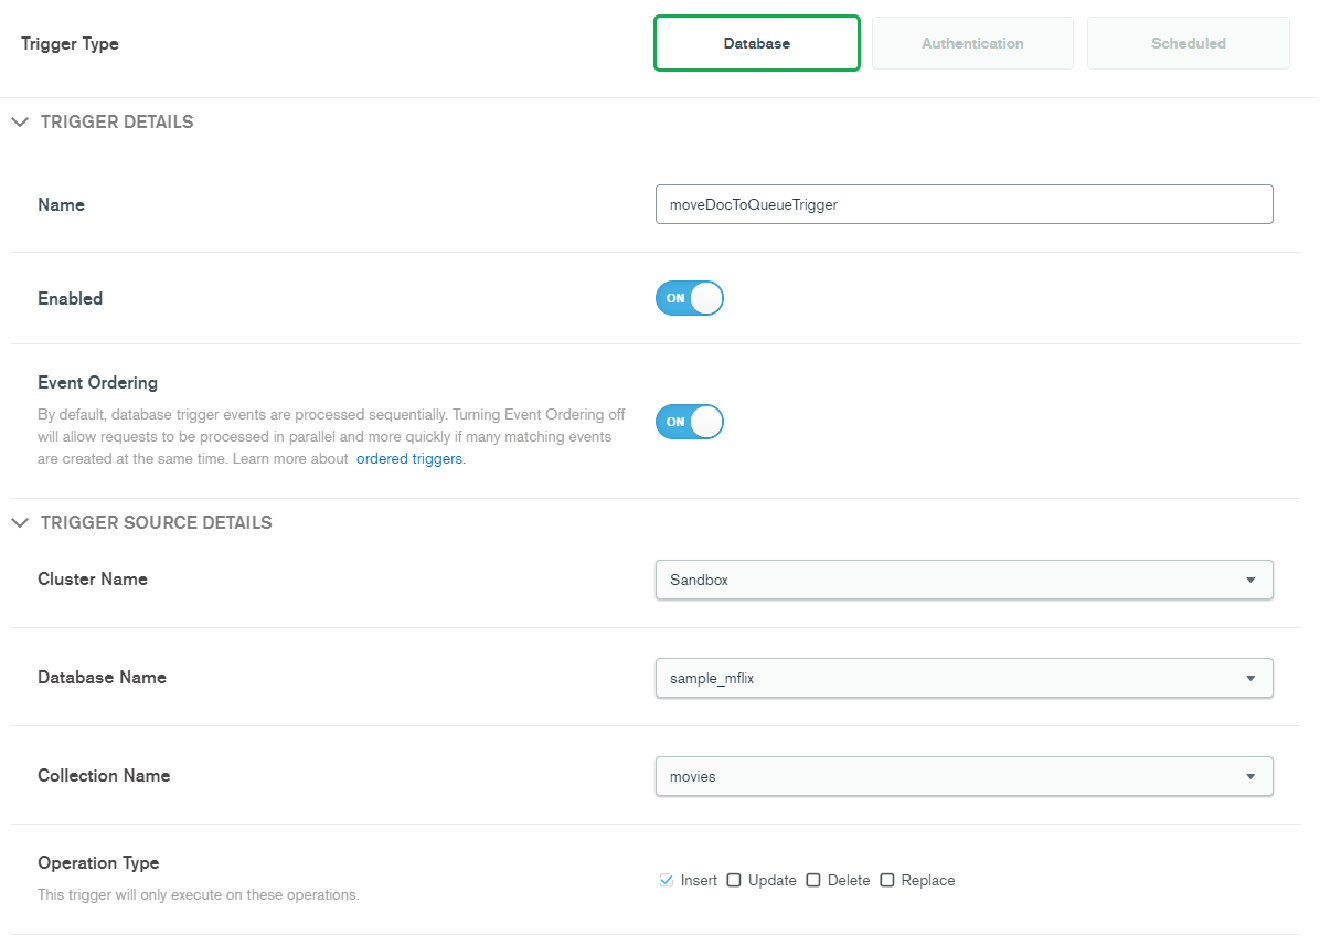 Trigger Type
Database
Authentication
Scheduled
TRIGGER DETAILS
Name
moveDocToQueueTrigger
Enabled
ON
Event Ordering
By default, database trigger events are processed sequentially. Turning Event Ordering off
will allow requests to be processed in parallel and more quickly if many matching events
are created at the same time. Learn more about ordered triggers.
ON
TRIGGER SOURCE DETAILS
Cluster Name
Sandbox
Database Name
sample_mflix
Collection Name
movies
Operation Type
This trigger will only execute on these operations.
Insert Update Delete Replace